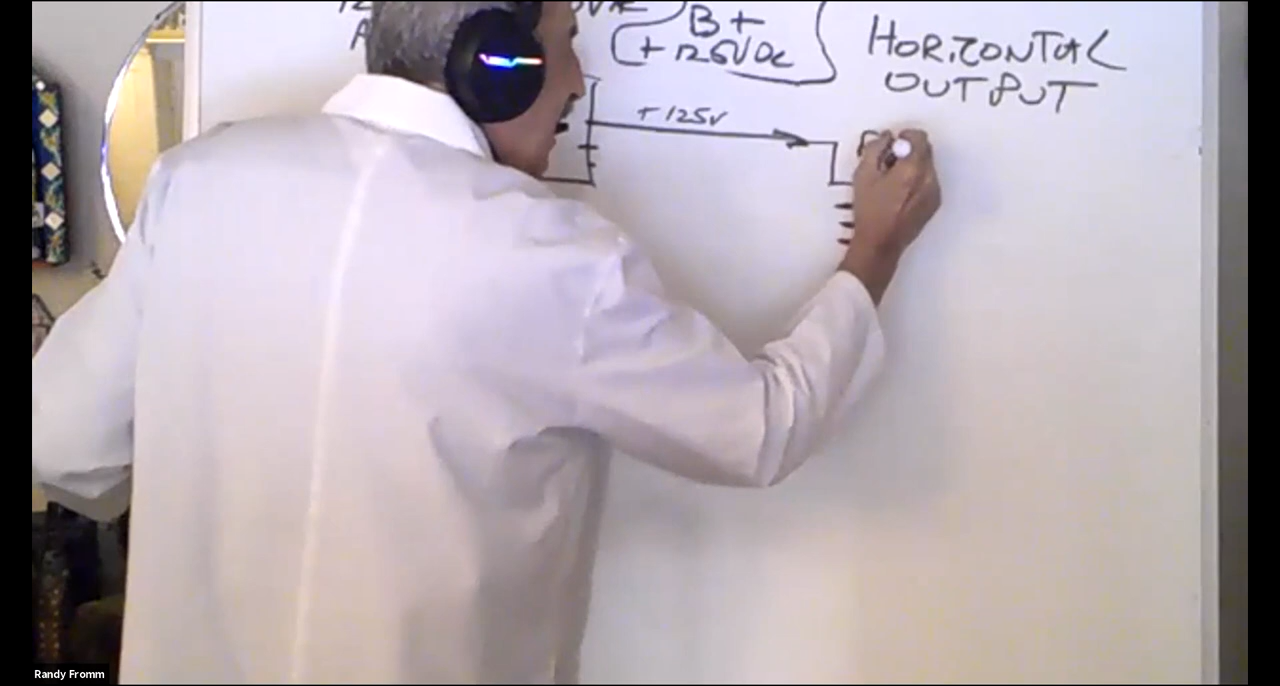 B+
+125VDC
HORIZONTAL
OUTPUT
+125V
Randy Fromm